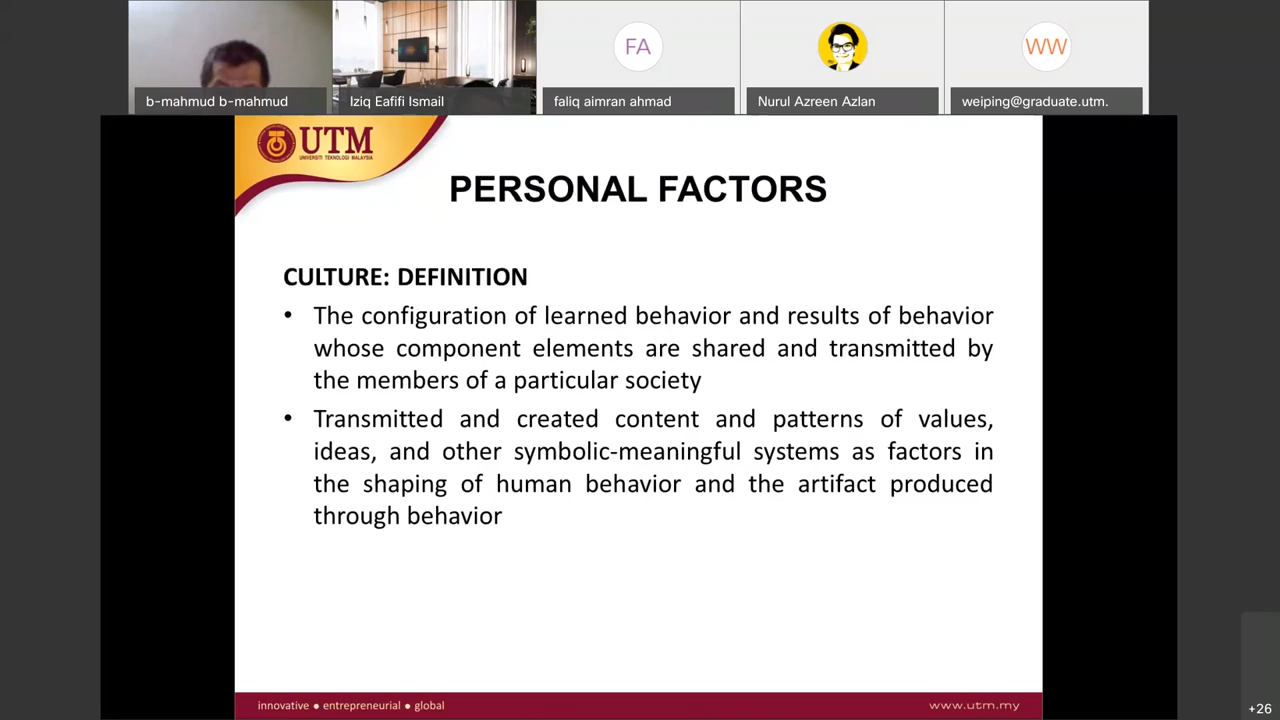 FA
WW
b-mahmud b-mahmud
Iziq Eafifi Ismail
faliq aimran ahmad
Nurul Azreen Azlan
weiping@graduate.utm.
UTM
UNIVERSITI TEKNOLOGI MALAYSIA
PERSONAL FACTORS
CULTURE: DEFINITION
• The configuration of learned behavior and results of behavior
whose component elements are shared and transmitted by
the members of a particular society
• Transmitted and created content and patterns of values,
ideas, and other symbolic-meaningful systems as factors in
the shaping of human behavior and the artifact produced
through behavior
innovative ● entrepreneurial ● global
www.utm.my
+26